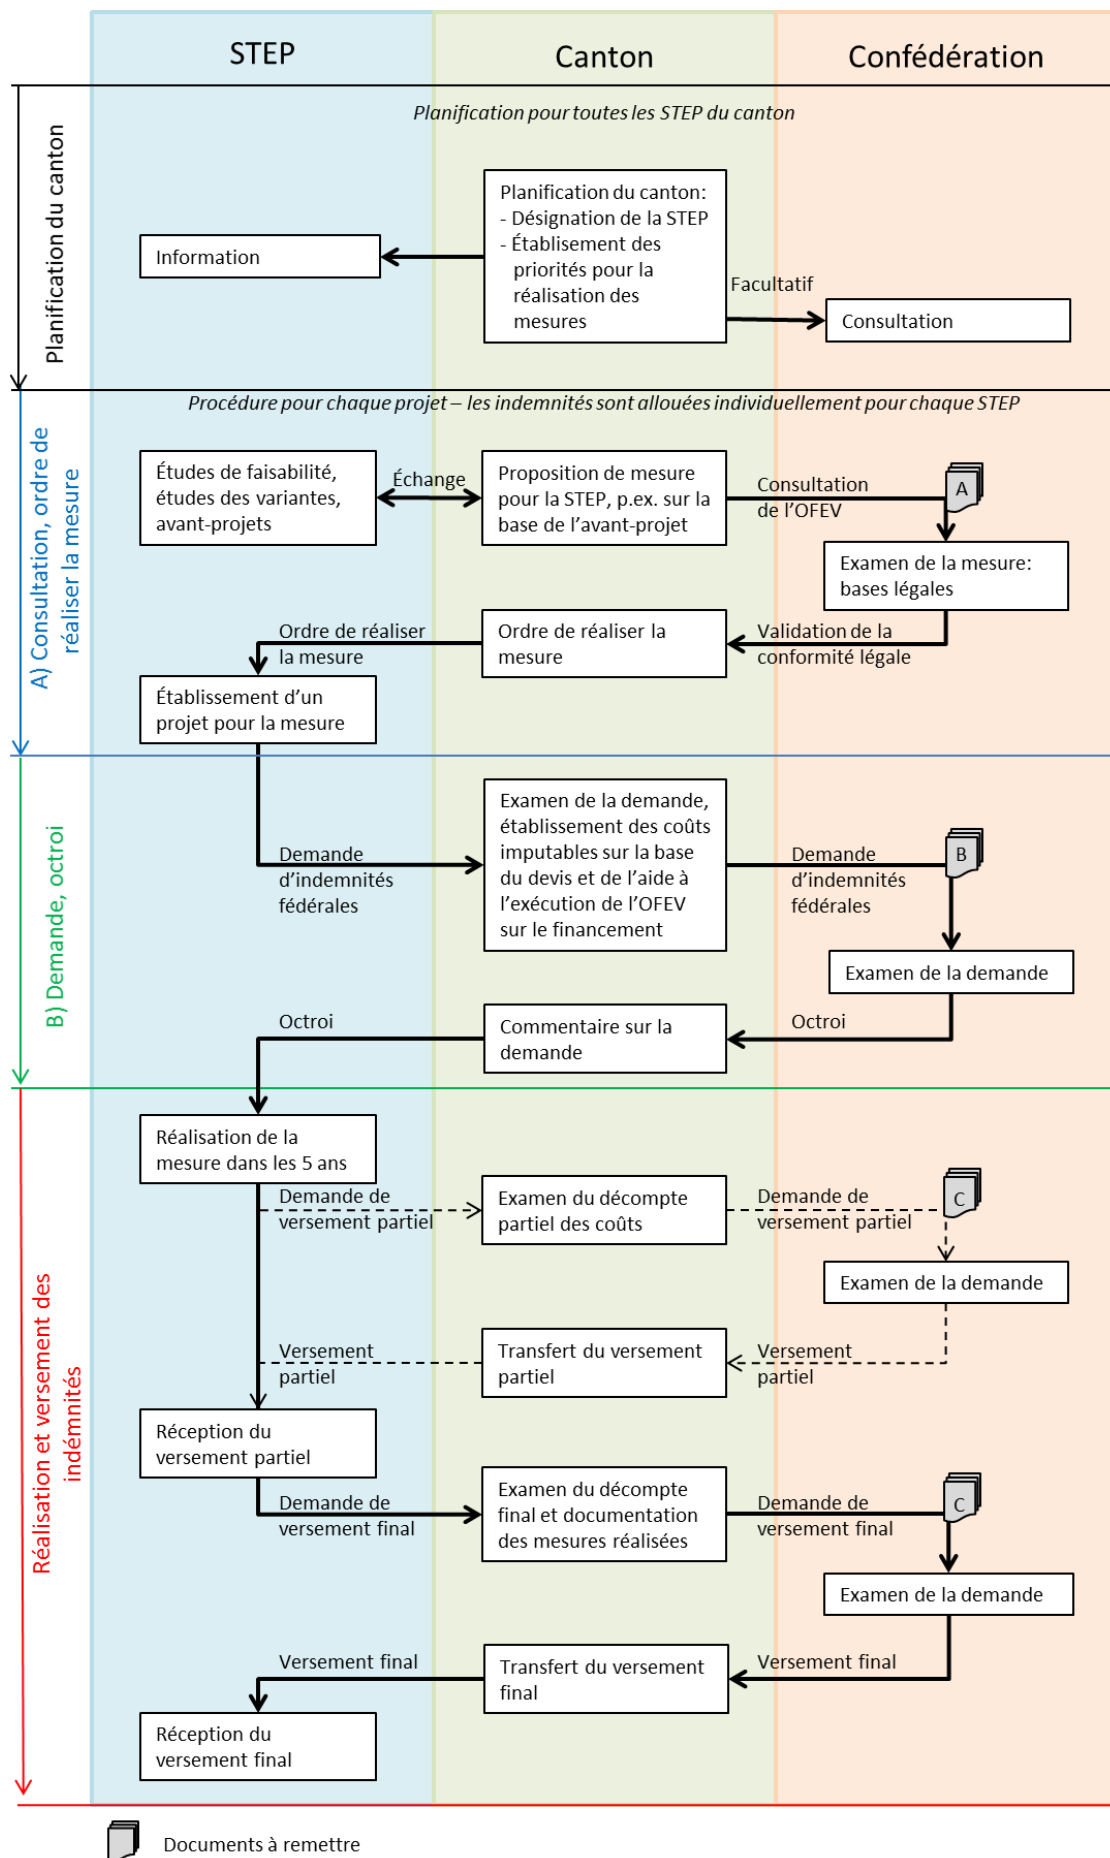 STEP
Canton
Confédération
Planification du canton
Planification pour toutes les STEP du canton
Planification du canton:
- Désignation de la STEP
- Établisement des
priorités pour la
réalisation des
mesures
Information
Facultatif
Consultation
A) Consultation, ordre de
réaliser la mesure
Procédure pour chaque projet – les indemnités sont allouées individuellement pour chaque STEP
Études de faisabilité,
études des variantes,
avant-projets
Échange
Proposition de mesure
pour la STEP, p.ex. sur la
base de l'avant-projet
Consultation
de l'OFEV
A
Examen de la mesure:
bases légales
Validation de la
conformité légale
Ordre de réaliser la
mesure
Ordre de réaliser
la mesure
Établissement d'un
projet pour la mesure
B) Demande, octroi
Demande
d'indemnités
fédérales
Examen de la demande,
établissement des coûts
imputables sur la base
du devis et de l'aide à
l'exécution de l'OFEV
sur le financement
Demande
d'indemnités
fédérales
B
Examen de la demande
Octroi
Commentaire sur la
demande
Octroi
Réalisation et versement des
indémnités
Réalisation de la
mesure dans les 5 ans
Demande de
versement partiel
Examen du décompte
partiel des coûts
Demande de
versement partiel
C
Examen de la demande
Versement
partiel
Transfert du versement
partiel
Versement
partiel
Réception du
versement partiel
Demande de
versement final
Examen du décompte
final et documentation
des mesures réalisées
Demande de
versement final
C
Examen de la demande
Versement final
Transfert du versement
final
Versement final
Réception du
versement final
Documents à remettre